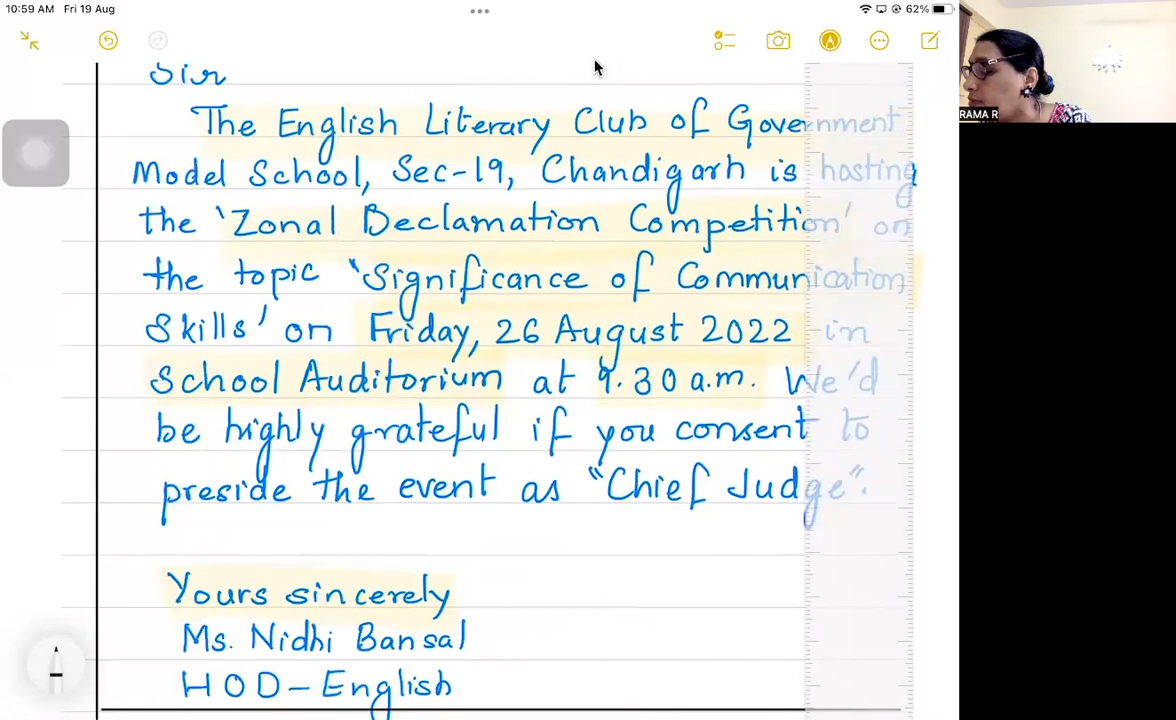 10:59 AM Fri 19 Aug
62%
Sir
The English Literary Club of Government
Model School, Sec-19, Chandigarh is hosting
the 'Zonal Declamation Competition' on
the topic 'Significance of Communication
Skills' on Friday, 26 August 2022 in
School Auditorium at 9.30 a.m. We'd
be highly grateful if you consent to
preside the event as "Chief Judge".
Yours sincerely
Ms. Nidhi Bansal
HOD-English
RAMA R